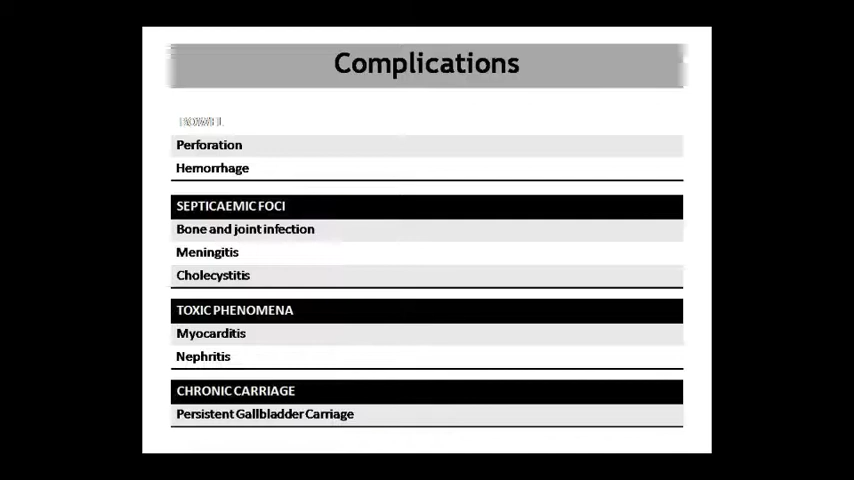 Complications
BOWEL
Perforation
Hemorrhage
SEPTICAEMIC FOCI
Bone and joint infection
Meningitis
Cholecystitis
TOXIC PHENOMENA
Myocarditis
Nephritis
CHRONIC CARRIAGE
Persistent Gallbladder Carriage